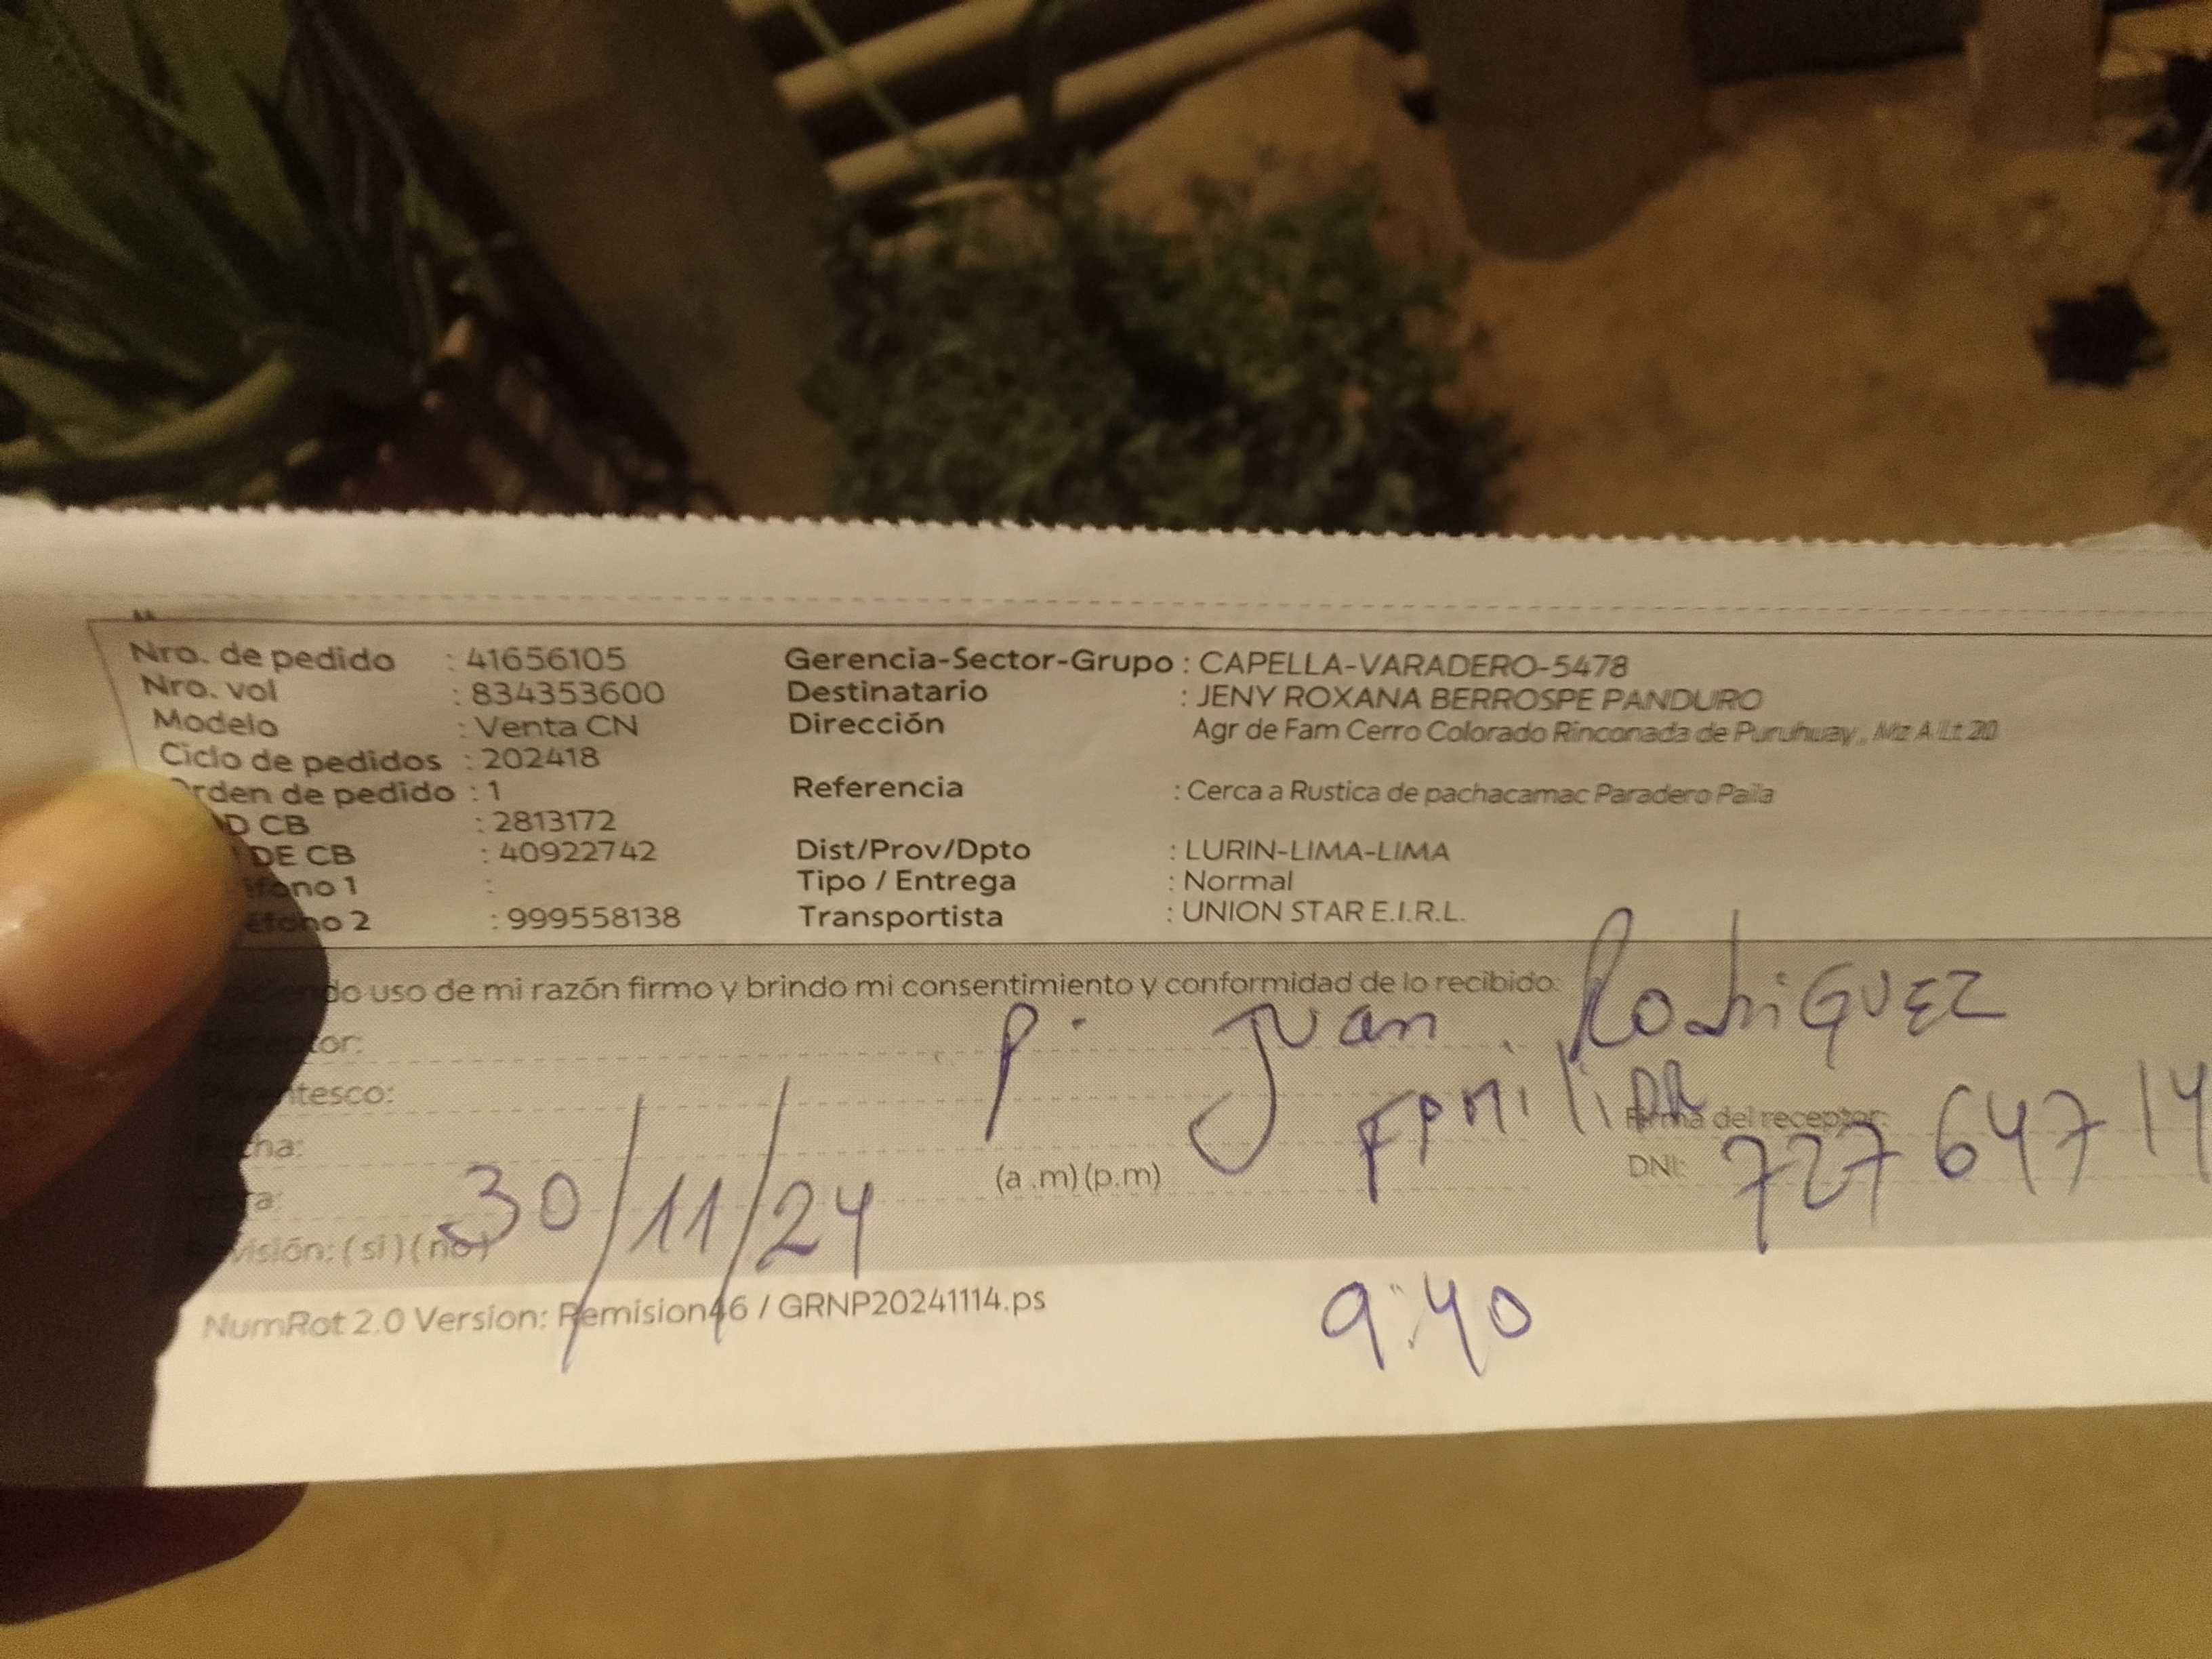 Nro. de pedido : 41656105 Gerencia-Sector-Grupo : CAPELLA-VARADERO-5478
Nro. vol : 834353600 Destinatario : JENY ROXANA BERROSPE PANDURO
Modelo : Venta CN Dirección Agr de Fam Cerro Colorado Rinconada de Puruhuay , Mz A Lt 20
Ciclo de pedidos : 202418
rden de pedido : 1 Referencia : Cerca a Rustica de pachacamac Paradero Paila
D CB : 2813172
DE CB : 40922742 Dist/Prov/Dpto : LURIN-LIMA-LIMA
éfono 1 : Tipo / Entrega : Normal
éfono 2 : 999558138 Transportista : UNION STAR E.I.R.L.
do uso de mi razón firmo y brindo mi consentimiento y conformidad de lo recibido:
tor: P. Juan Rodriguez
ntesco: FAMiliAR Firma del receptor:
cha: 30/11/24 (a.m) (p.m) DNI: 72764714
ra:
visión: ( si ) ( no )
NumRot 2.0 Version: Remision46 / GRNP20241114.ps 9:40